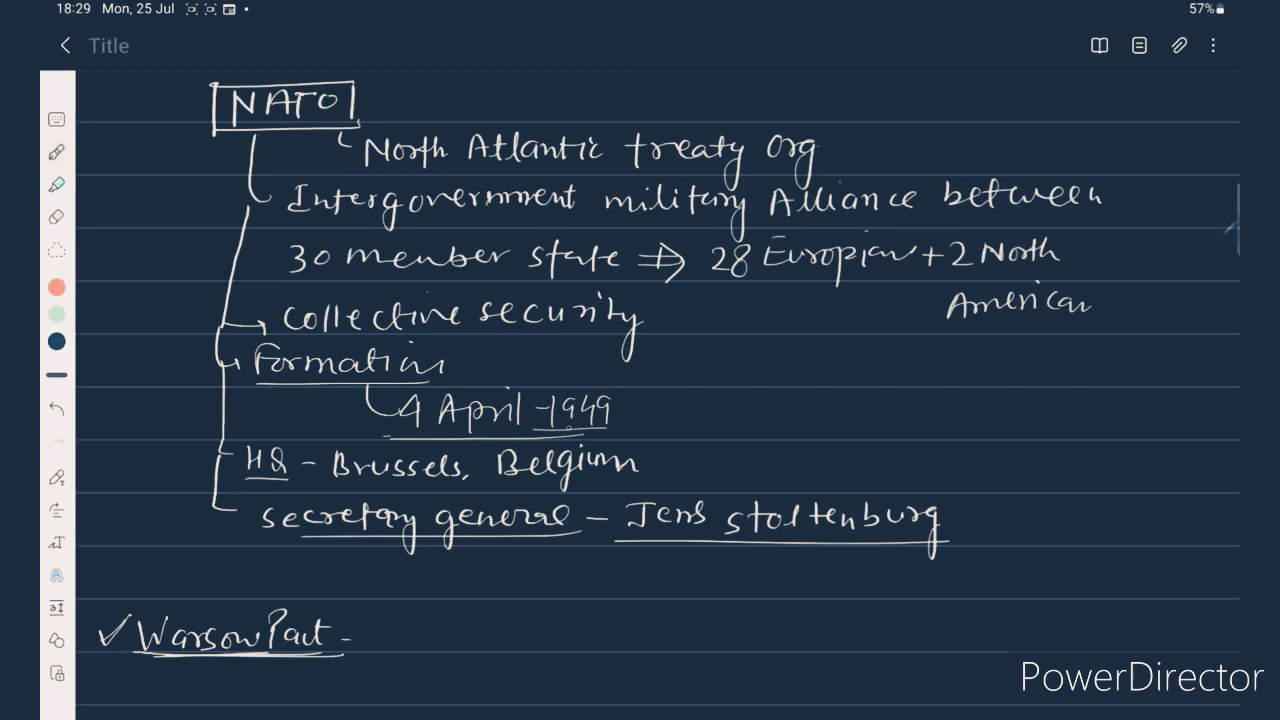 18:29 Mon, 25 Jul
57%
Title
NATO
North Atlantic treaty Org
Intergovernment military Alliance between
30 member state ⇒ 28 Europian + 2 North
American
collective security
Formation
4 April - 1949
HQ - Brussels, Belgium
secretary general - Jens stoltenburg
✓ Warsow Pact -
PowerDirector